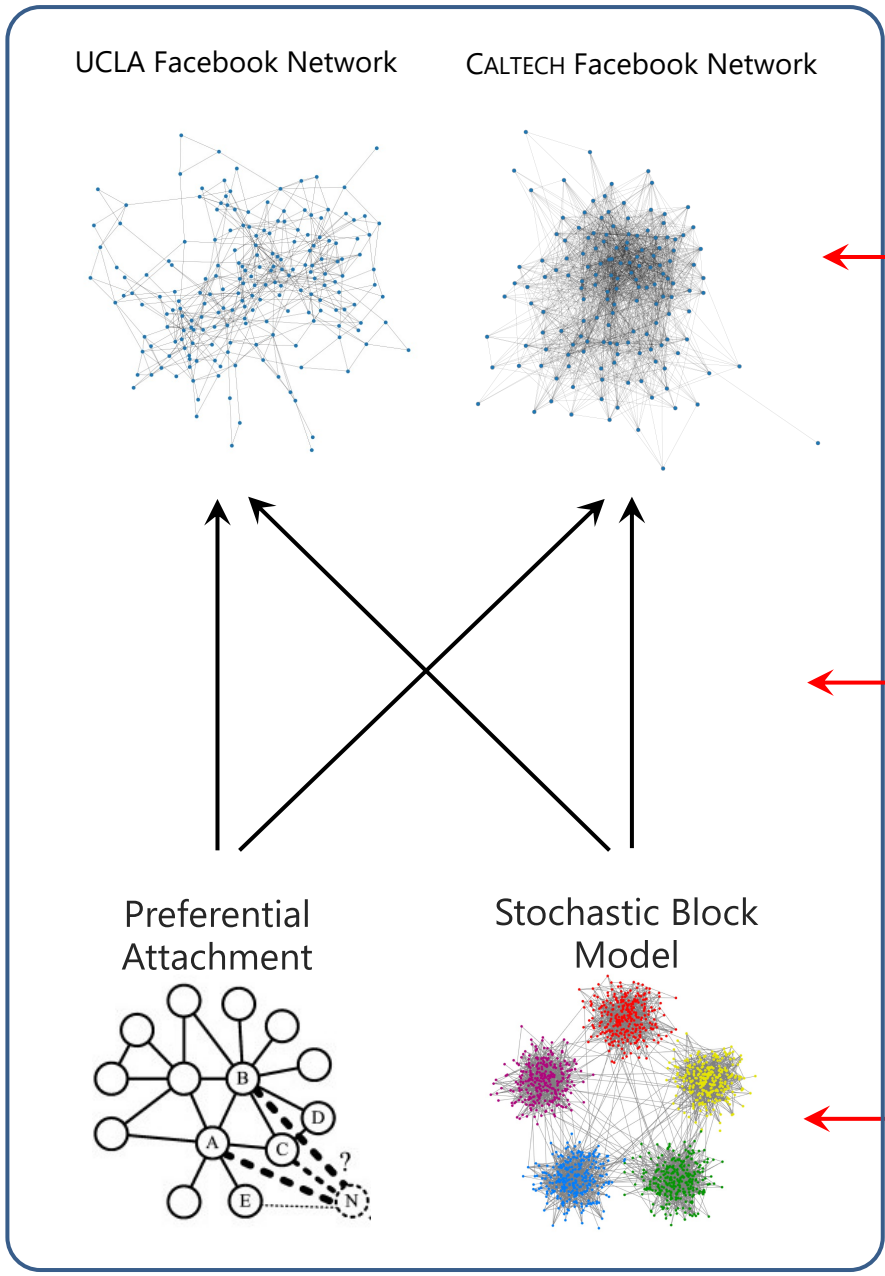 UCLA Facebook Network
CALTECH Facebook Network
Preferential
Attachment
Stochastic Block
Model
B
D
A
C
?
E
N